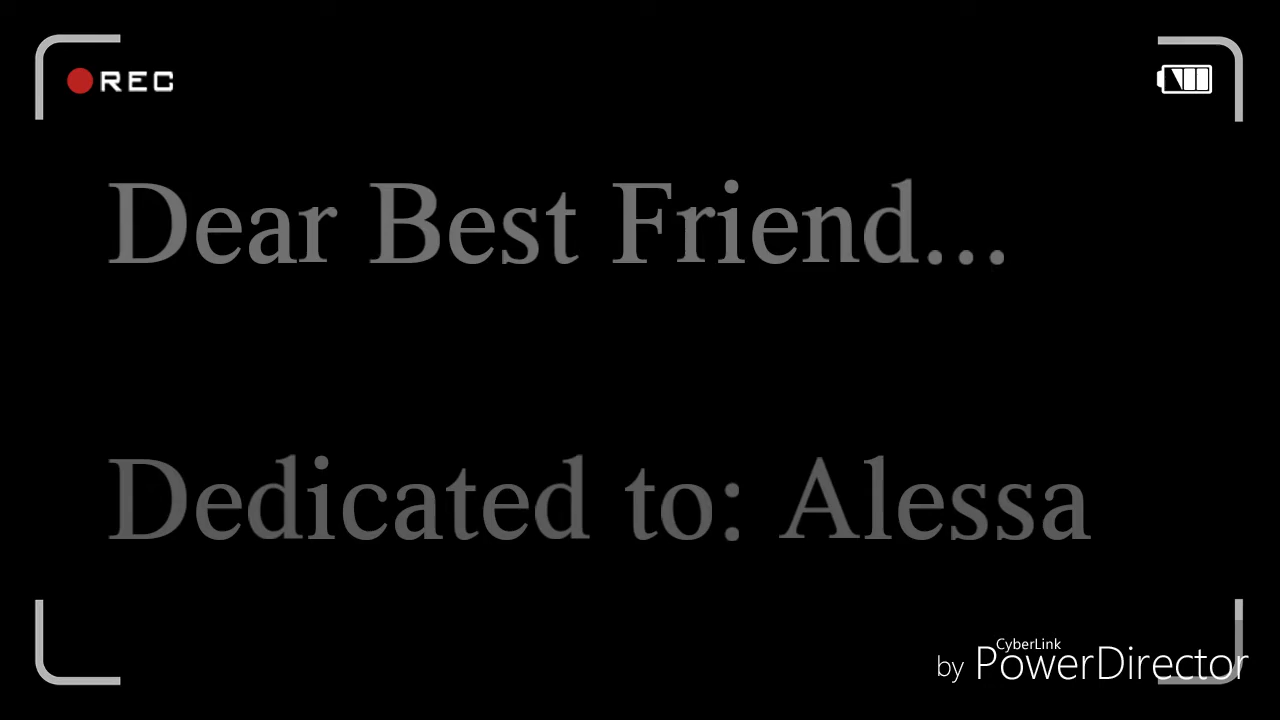 REC
Dear Best Friend...
Dedicated to: Alessa
CyberLink
by PowerDirector